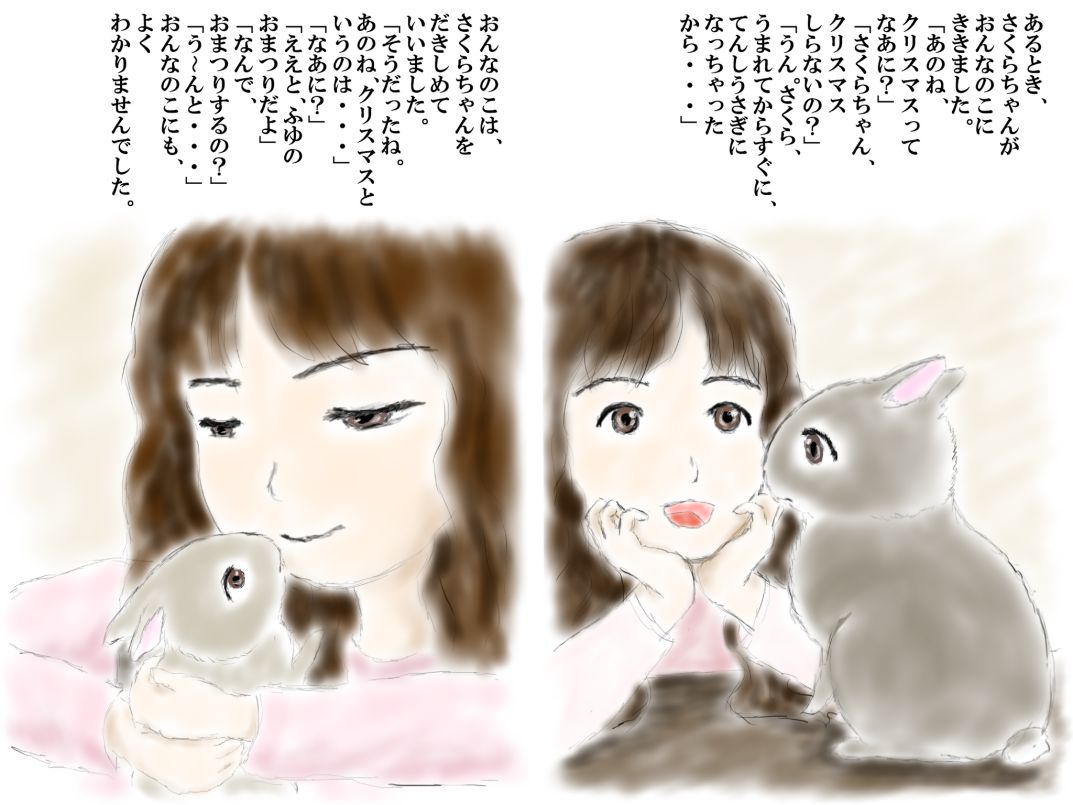 あるとき、
さくらちゃんが
おんなのこに
ききました。
「あのね、
クリスマスって
なあに？」
「さくらちゃん、
クリスマス
しらないの？」
「うん。さくら、
うまれてからすぐに、
てんしうさぎに
なっちゃった
から・・・」
おんなのこは、
さくらちゃんを
だきしめて
いいました。
「そうだったね。
あのね、クリスマスと
いうのは・・・」
「なあに？」
「ええと、ふゆの
おまつりだよ」
「なんで、
おまつりするの？」
「う～んと・・・」
おんなのこにも、
よく
わかりませんでした。